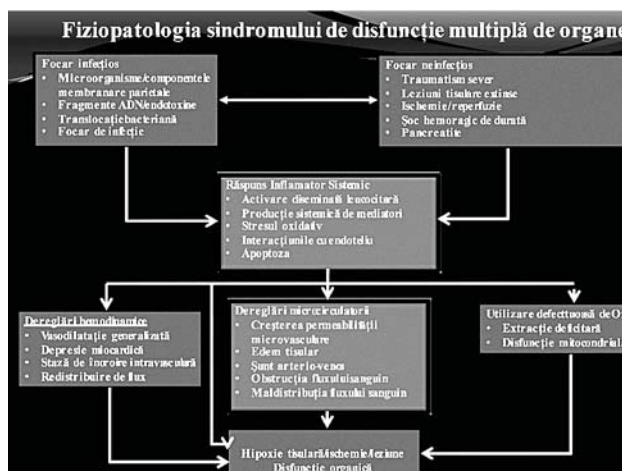 Fiziopatologia sindromului de disfuncție multiplă de organe
Focar infecțios
• Microorganisme/componentele
membranare parietale
• Fragmente ADN/endotoxine
• Translocație bacteriană
• Focar de infecție
Focar neinfecțios
• Traumatism sever
• Leziuni tisulare extinse
• Ischemie/reperfuzie
• Șoc hemoragic de durată
• Pancreatite
Răspuns Inflamator Sistemic
• Activare diseminată leucocitară
• Producție sistemică de mediatori
• Stresul oxidativ
• Interacțiunile cu endoteliu
• Apoptoza
Dereglări hemodinamice
• Vasodilatație generalizată
• Depresie miocardică
• Stază de încroire intravasculură
• Redistribuire de flux
Dereglări microcirculatorii
• Creșterea permeabilității
microvasculare
• Edem tisular
• Șunt arterio-venos
• Obstrucția fluxului sanguin
• Maldistribuția fluxului sanguin
Utilizare defecttuoasă de O
• Extracție deficitară
• Disfuncție mitocondrială
Hipoxie tisulară/ischemie/leziune
Disfuncție organică